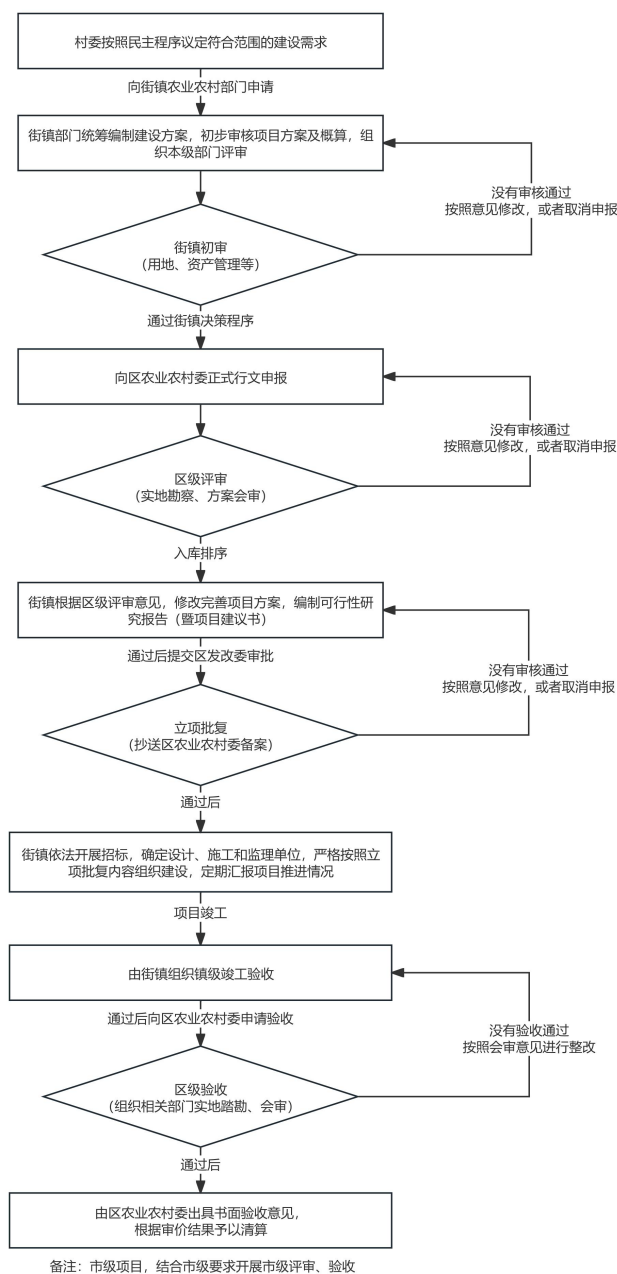 村委按照民主程序议定符合范围的建设需求
向街镇农业农村部门申请
街镇部门统筹编制建设方案，初步审核项目方案及概算，组
织本级部门评审
没有审核通过
按照意见修改，或者取消申报
街镇初审
（用地、资产管理等）
通过街镇决策程序
向区农业农村委正式行文申报
没有审核通过
按照意见修改，或者取消申报
区级评审
（实地勘察、方案会审）
入库排序
街镇根据区级评审意见，修改完善项目方案，编制可行性研
究报告（暨项目建议书）
通过后提交区发改委审批
没有审核通过
按照意见修改，或者取消申报
立项批复
（抄送区农业农村委备案）
通过后
街镇依法开展招标，确定设计、施工和监理单位，严格按照立
项批复内容组织建设，定期汇报项目推进情况
项目竣工
由街镇组织镇级竣工验收
通过后向区农业农村委申请验收
没有验收通过
按照会审意见进行整改
区级验收
（组织相关部门实地踏勘、会审）
通过后
由区农业农村委出具书面验收意见，
根据审价结果予以清算
备注：市级项目，结合市级要求开展市级评审、验收